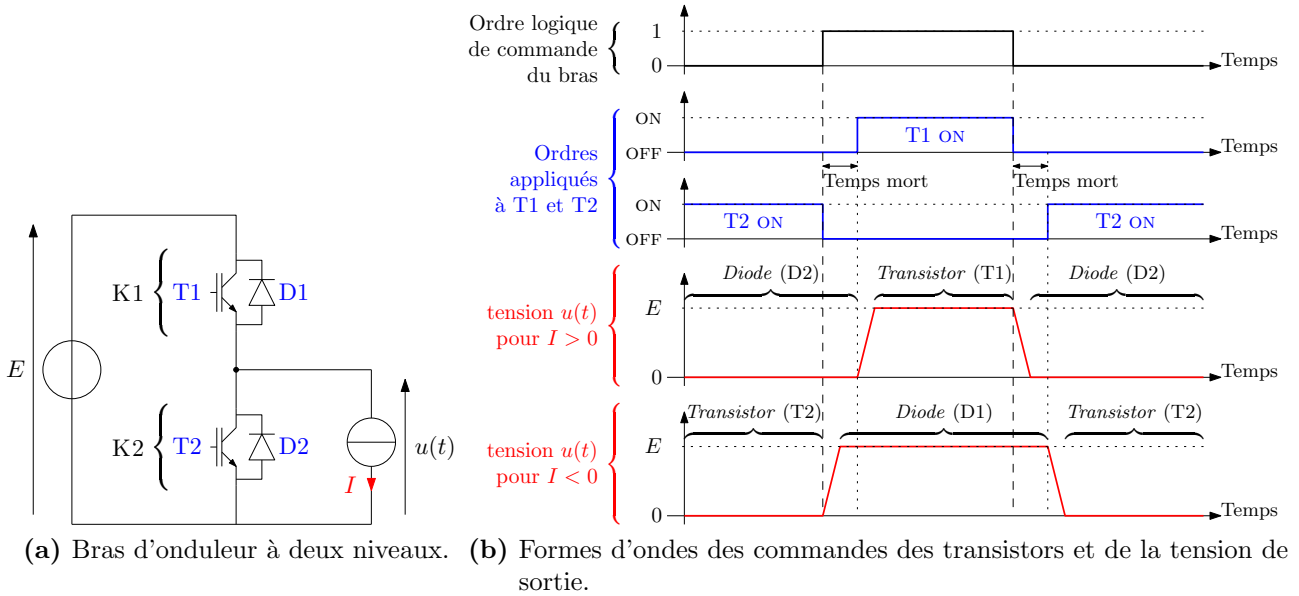 Ordre logique
de commande
du bras
1
0
Temps
Ordres
appliqués
à T1 et T2
ON
OFF
T1 ON
Temps
Temps mort
Temps mort
ON
OFF
T2 ON
T2 ON
Temps
tension u(t)
pour I > 0
Diode (D2)
Transistor (T1)
Diode (D2)
E
0
Temps
tension u(t)
pour I < 0
Transistor (T2)
Diode (D1)
Transistor (T2)
E
0
Temps
E
K1
T1
D1
K2
T2
D2
I
u(t)
(a) Bras d'onduleur à deux niveaux.
(b) Formes d'ondes des commandes des transistors et de la tension de
sortie.